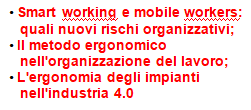 • Smart working e mobile workers:
quali nuovi rischi organizzativi;
• Il metodo ergonomico
nell'organizzazione del lavoro;
• L'ergonomia degli impianti
nell'industria 4.0